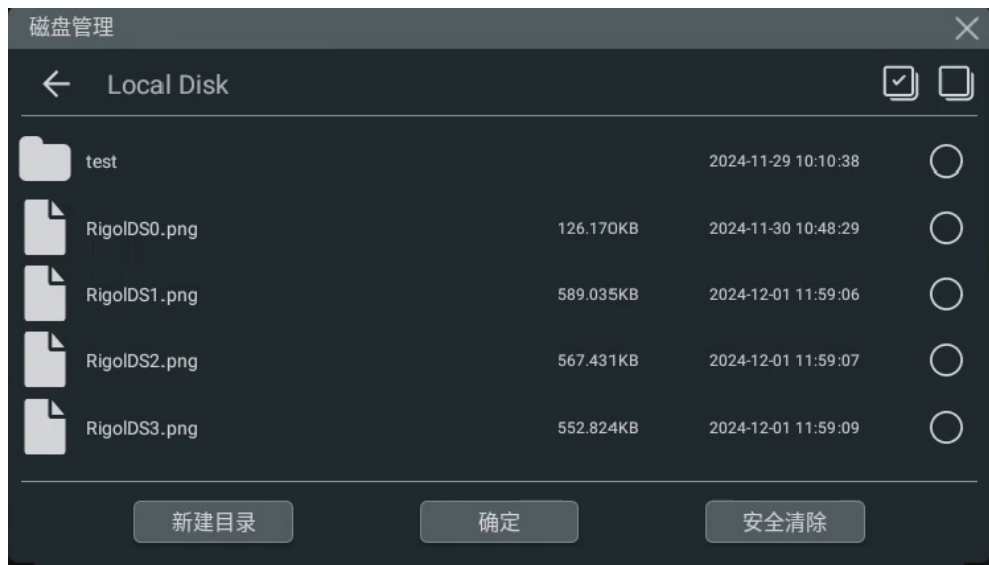 磁盘管理
Local Disk
test 2024-11-29 10:10:38
RigolDS0.png 126.170KB 2024-11-30 10:48:29
RigolDS1.png 589.035KB 2024-12-01 11:59:06
RigolDS2.png 567.431KB 2024-12-01 11:59:07
RigolDS3.png 552.824KB 2024-12-01 11:59:09
新建目录 确定 安全清除